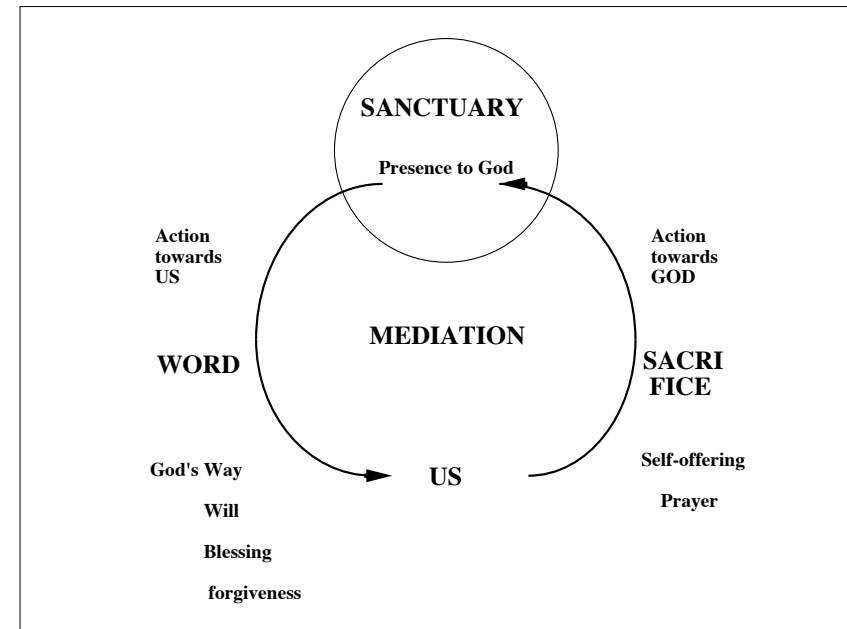 SANCTUARY
Presence to God
Action
towards
US
Action
towards
GOD
MEDIATION
WORD
SACRI
FICE
God's Way
Will
Blessing
forgiveness
US
Self-offering
Prayer